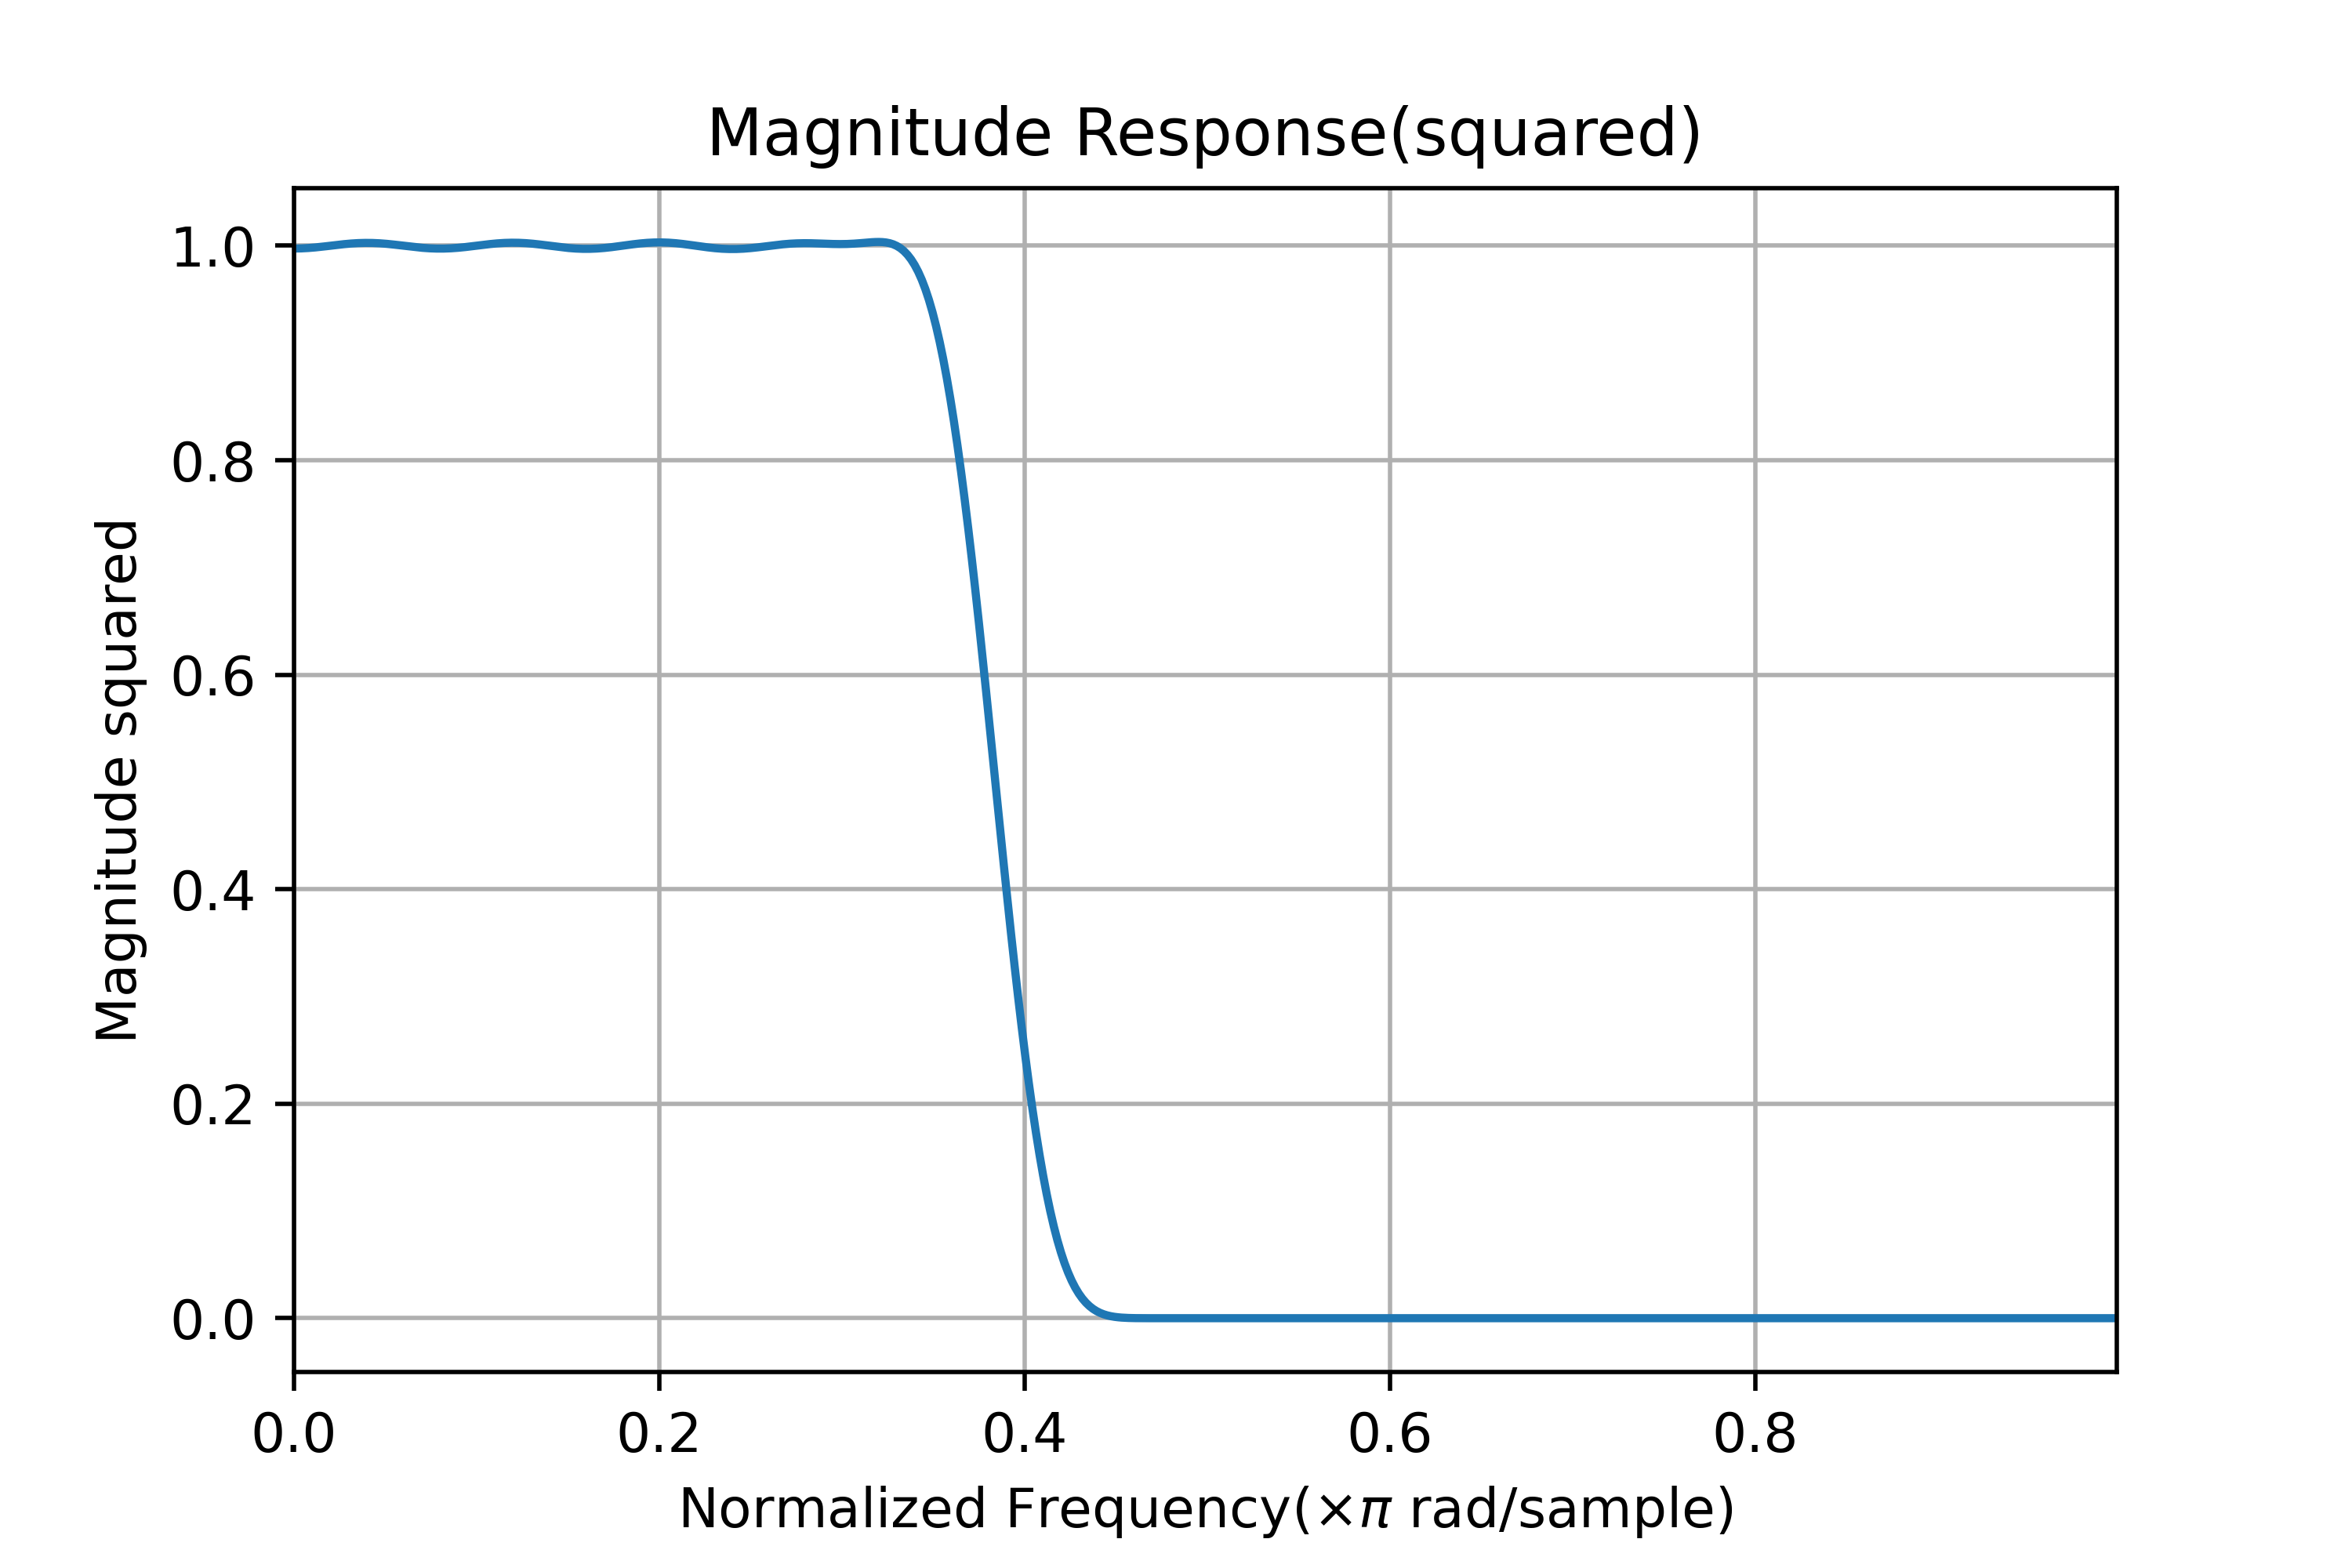 Magnitude Response(squared)
Magnitude squared
1.0
0.8
0.6
0.4
0.2
0.0
0.0 0.2 0.4 0.6 0.8
Normalized Frequency(×π rad/sample)